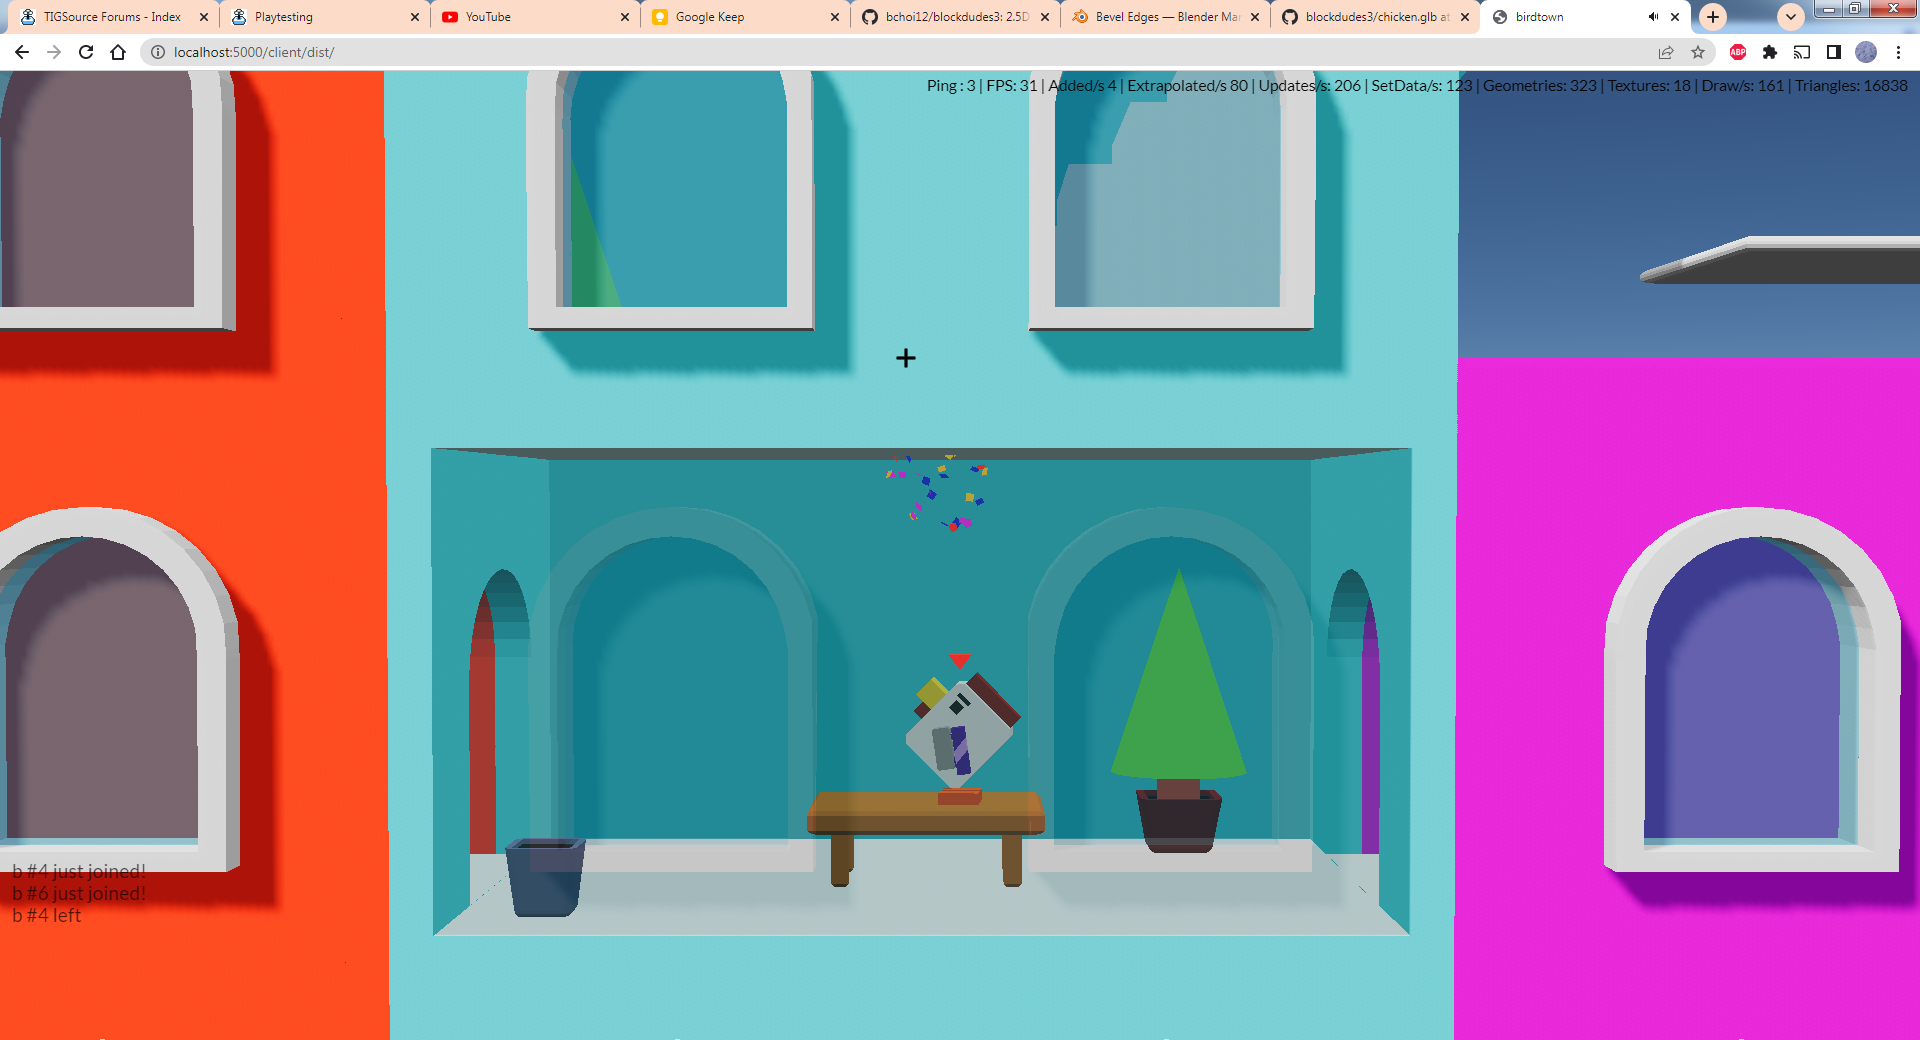 TIGSource Forums - Index
Playtesting
YouTube
Google Keep
bchoi12/blockdudes3: 2.5D
Bevel Edges — Blender Ma
blockdudes3/chicken.glb at
birdtown
localhost:5000/client/dist/
ABP
Ping : 3 | FPS: 31 | Added/s 4 | Extrapolated/s 80 | Updates/s: 206 | SetData/s: 123 | Geometries: 323 | Textures: 18 | Draw/s: 161 | Triangles: 16838
b #4 just joined!
b #6 just joined!
b #4 left